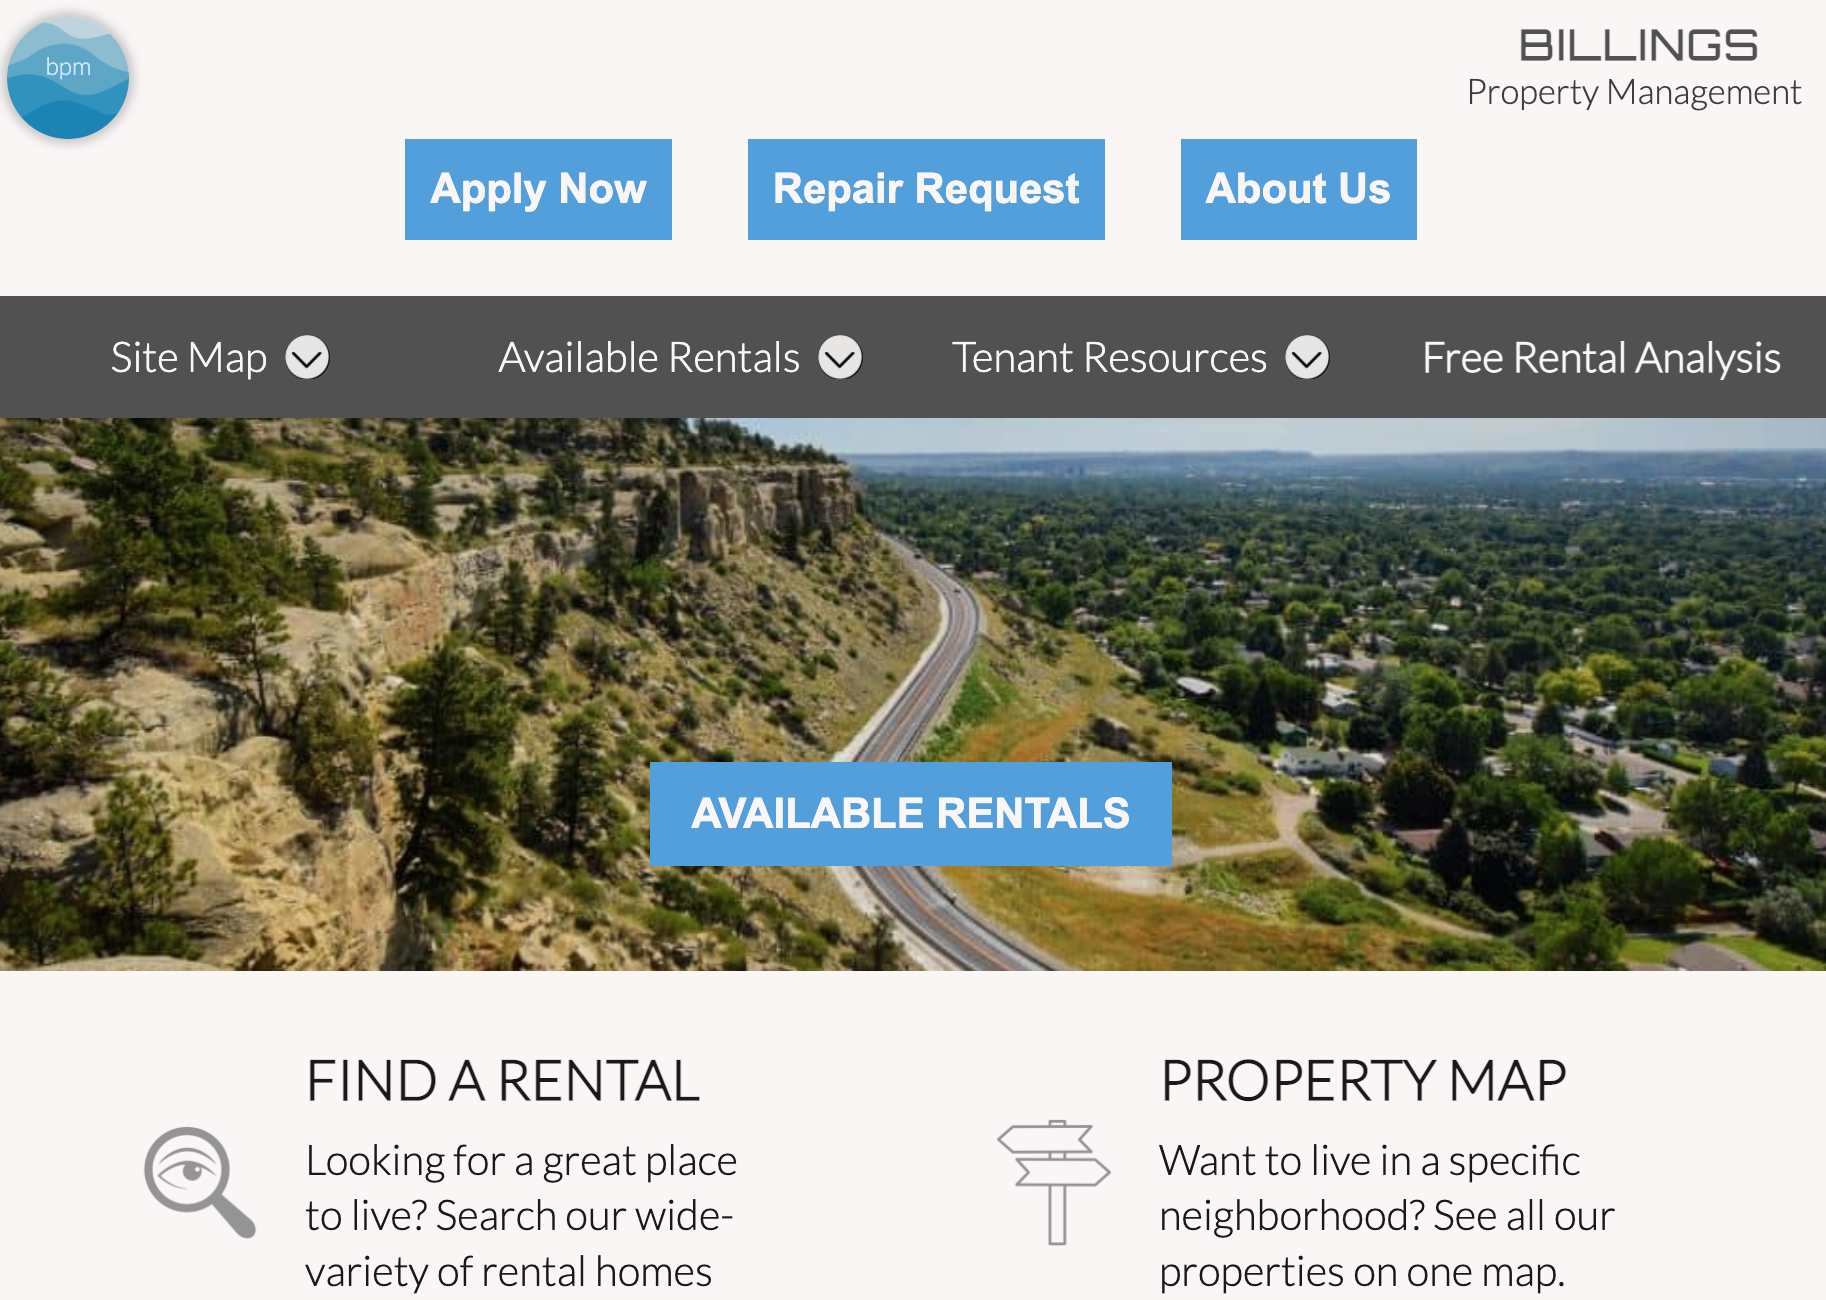 bpm
BILLINGS
Property Management
Apply Now
Repair Request
About Us
Site Map
Available Rentals
Tenant Resources
Free Rental Analysis
AVAILABLE RENTALS
FIND A RENTAL
Looking for a great place
to live? Search our wide-
variety of rental homes
PROPERTY MAP
Want to live in a specific
neighborhood? See all our
properties on one map.